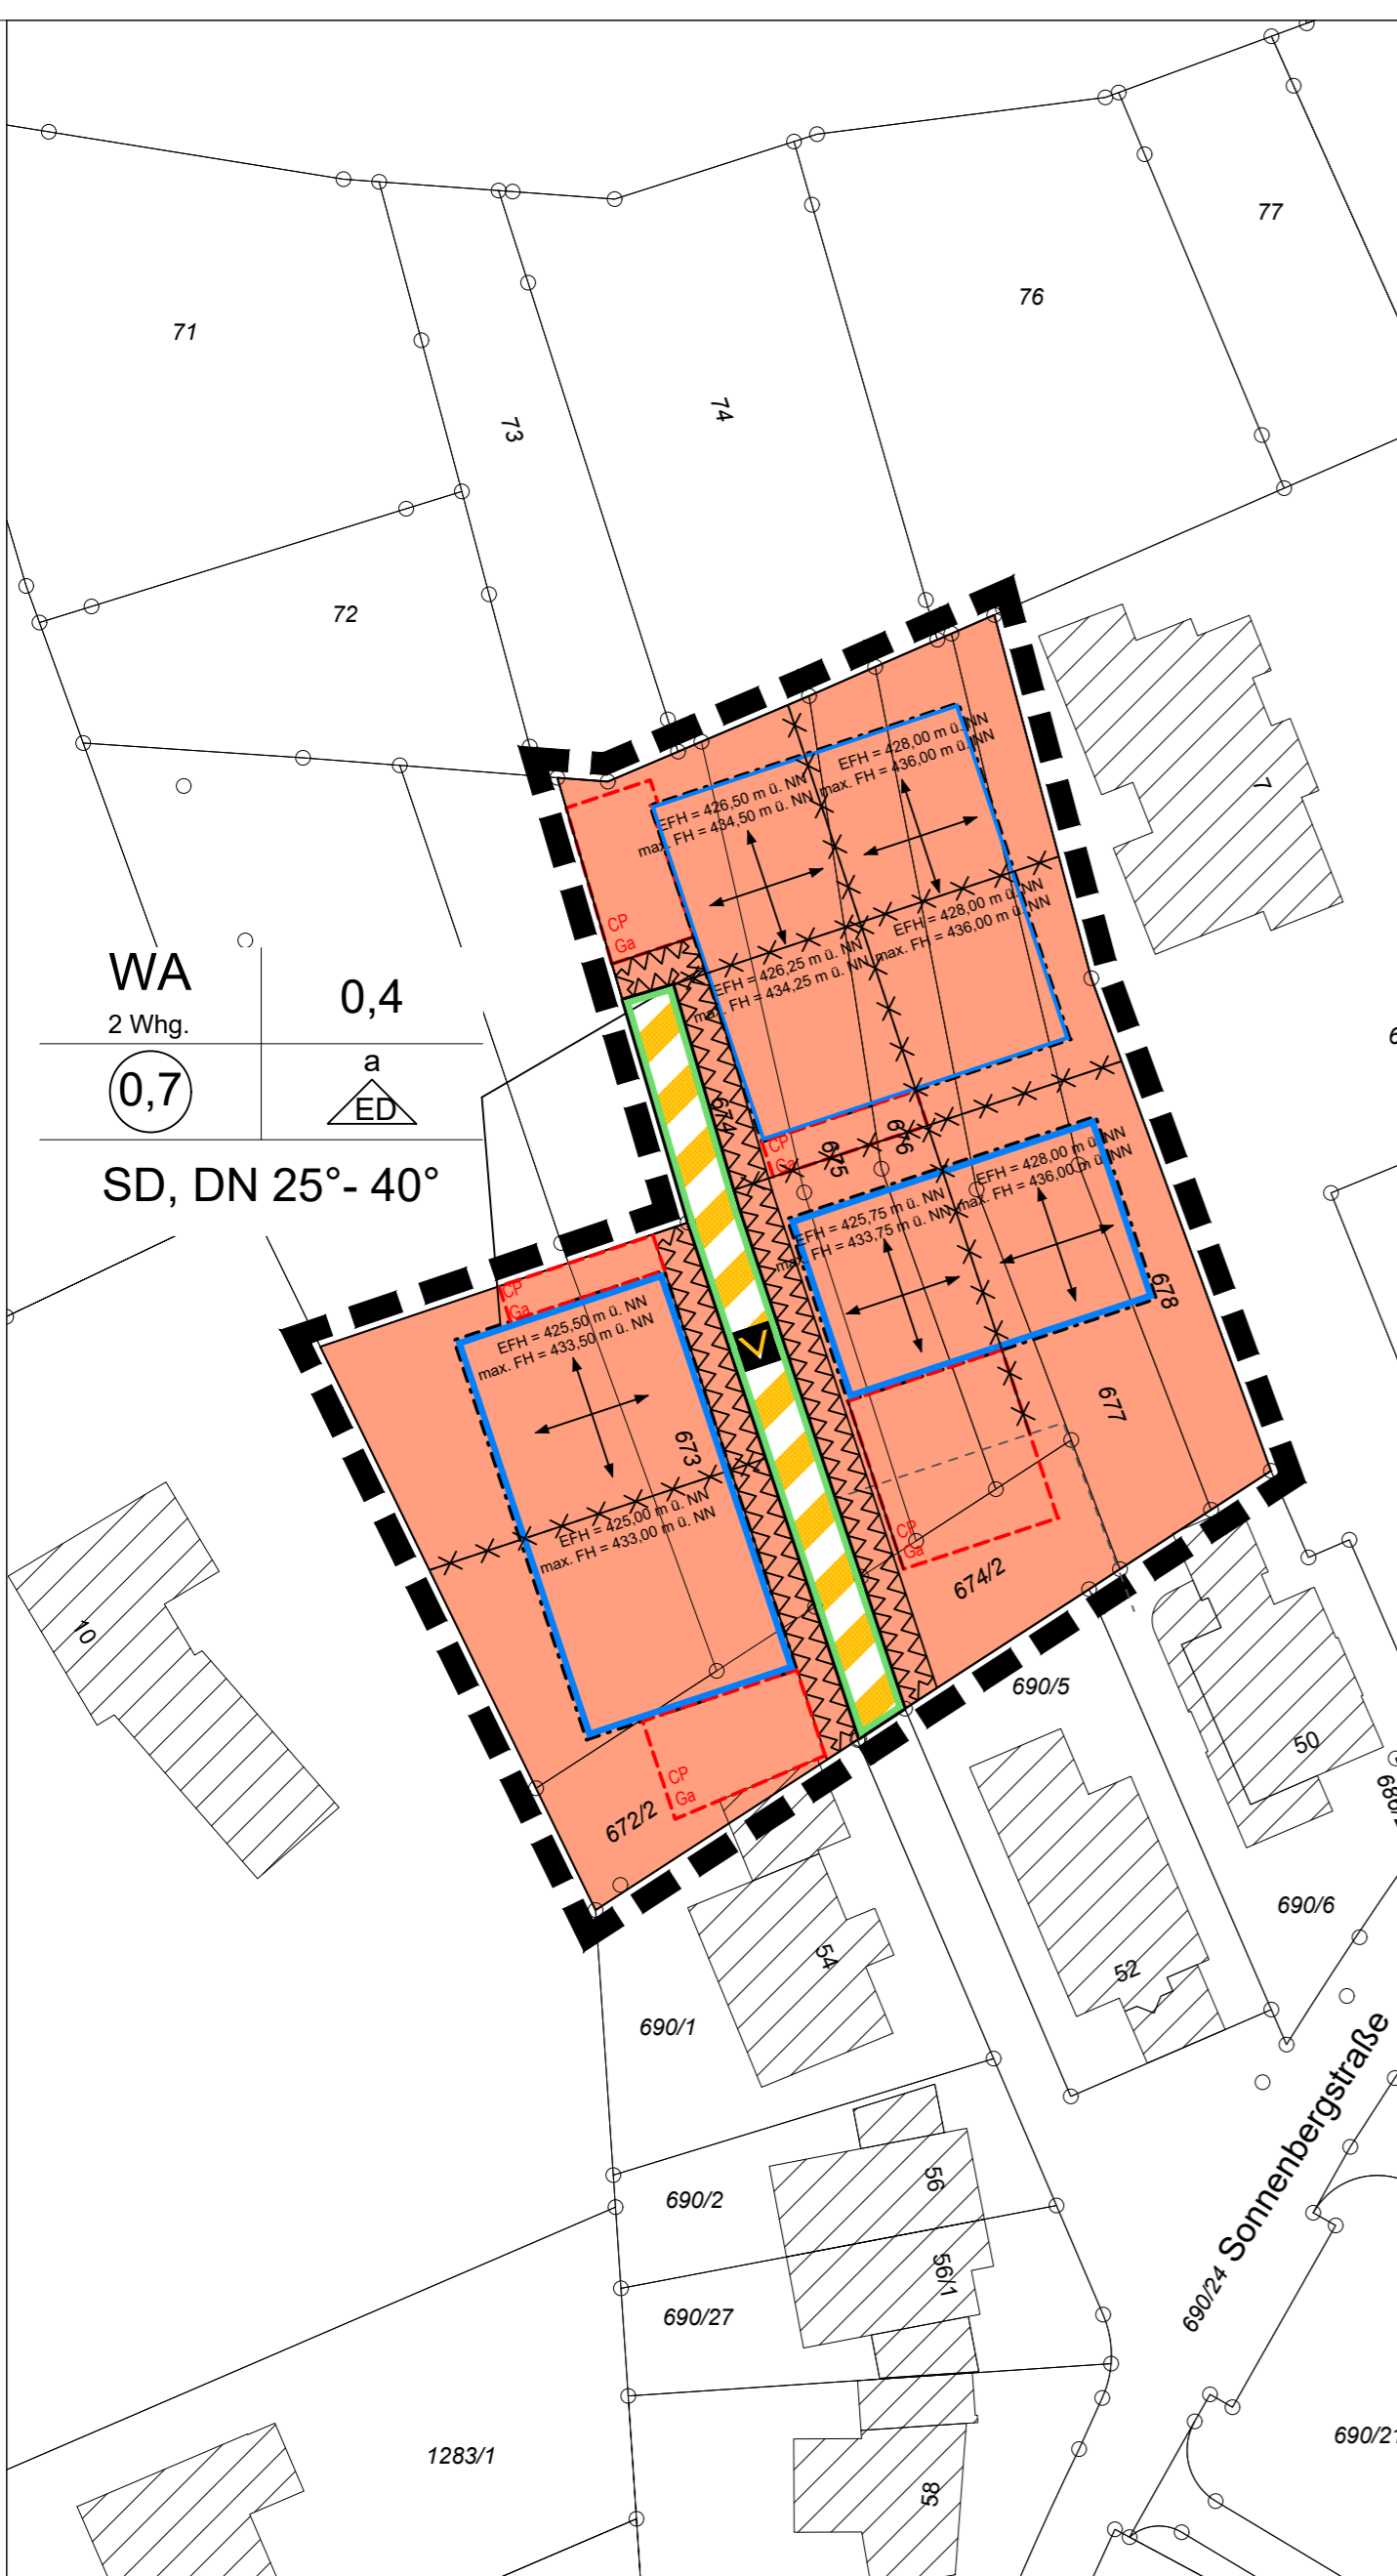 77
76
71
74
73
72
7
EFH = 428,00 m ü. NN
max. FH = 436,00 m ü. NN
EFH = 426,50 m ü. NN
max. FH = 434,50 m ü. NN
CP
Ga
EFH = 428,00 m ü. NN
max. FH = 436,00 m ü. NN
EFH = 426,25 m ü. NN
max. FH = 434,25 m ü. NN
WA
2 Whg.
0,4
0,7
a
ED
SD, DN 25°- 40°
674
675
676
CP
Ga
EFH = 428,00 m ü. NN
max. FH = 436,00 m ü. NN
EFH = 425,75 m ü. NN
max. FH = 433,75 m ü. NN
678
CP
Ga
EFH = 425,50 m ü. NN
max. FH = 433,50 m ü. NN
V
677
673
EFH = 425,00 m ü. NN
max. FH = 433,00 m ü. NN
CP
Ga
674/2
10
690/5
50
CP
Ga
672/2
690/6
54
52
690/1
56
690/2
56/1
690/27
690/24 Sonnenbergstraße
1283/1
58